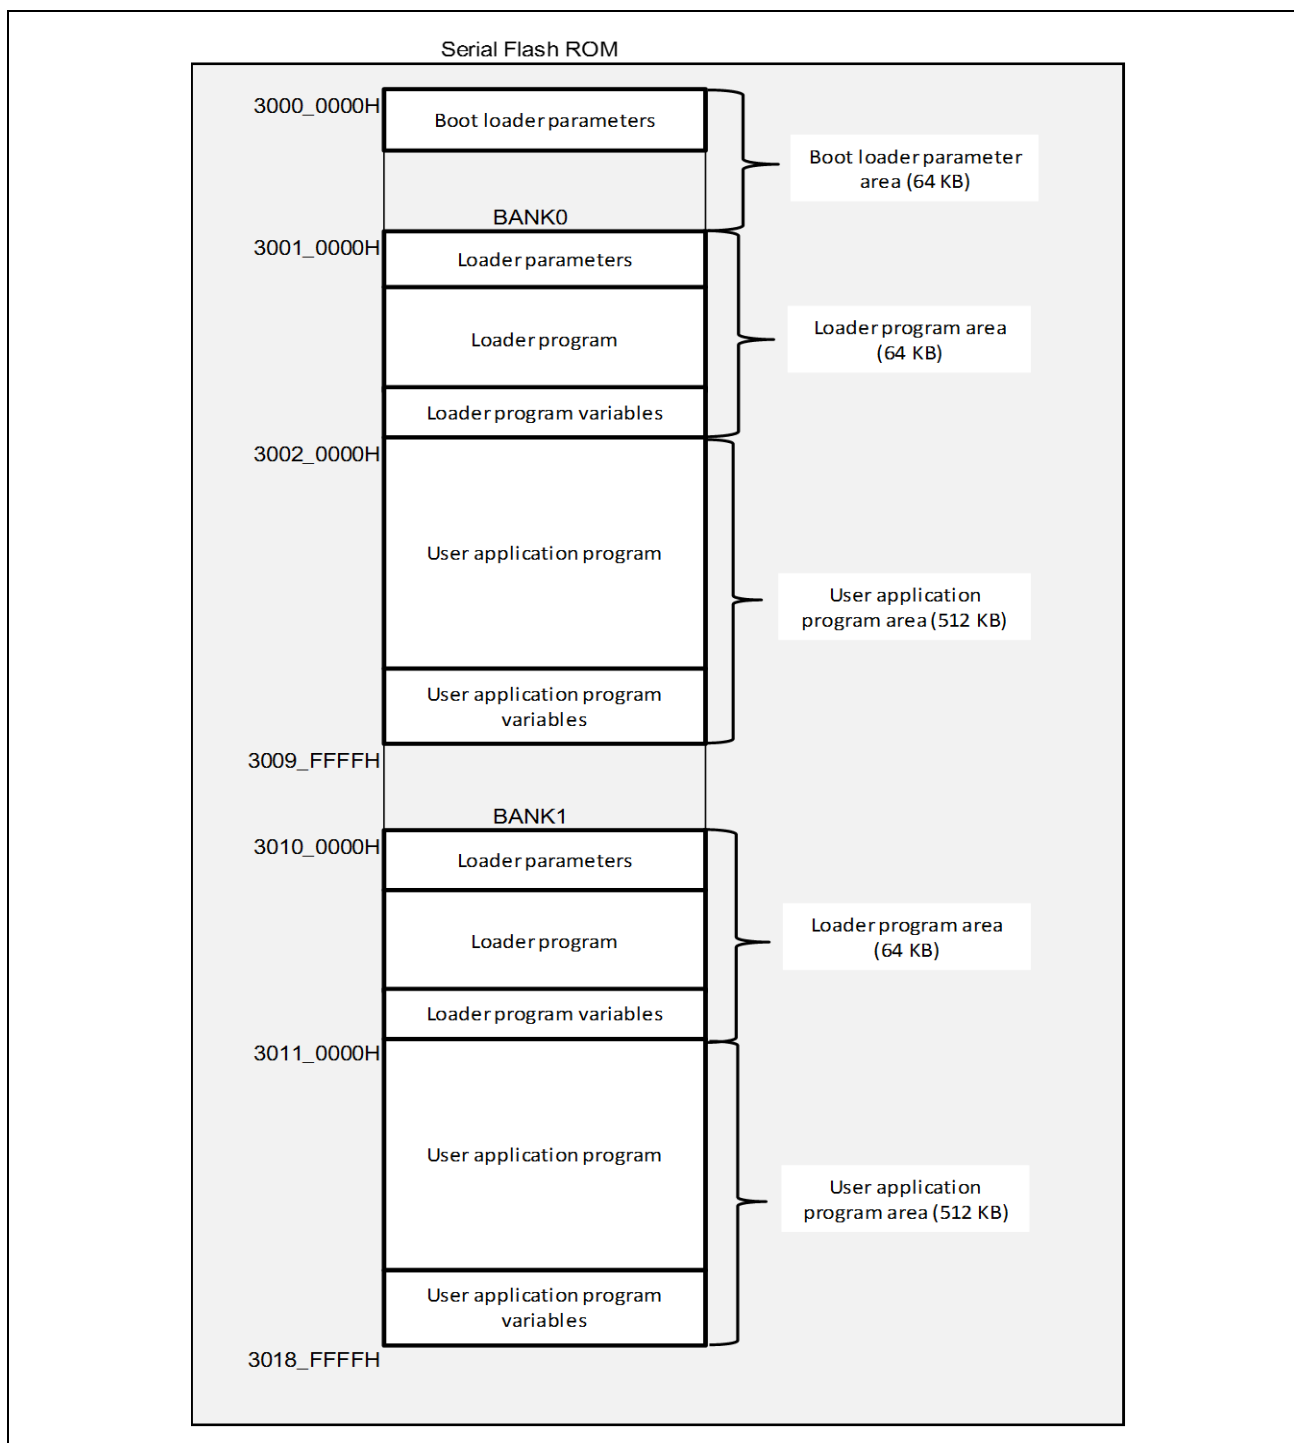 Serial Flash ROM
3000_0000H
Boot loader parameters
Boot loader parameter
area (64 KB)
BANK0
3001_0000H
Loader parameters
Loader program
Loader program area
(64 KB)
Loader program variables
3002_0000H
User application program
User application
program area (512 KB)
User application program
variables
3009_FFFFH
BANK1
3010_0000H
Loader parameters
Loader program
Loader program area
(64 KB)
Loader program variables
3011_0000H
User application program
User application
program area (512 KB)
User application program
variables
3018_FFFFH